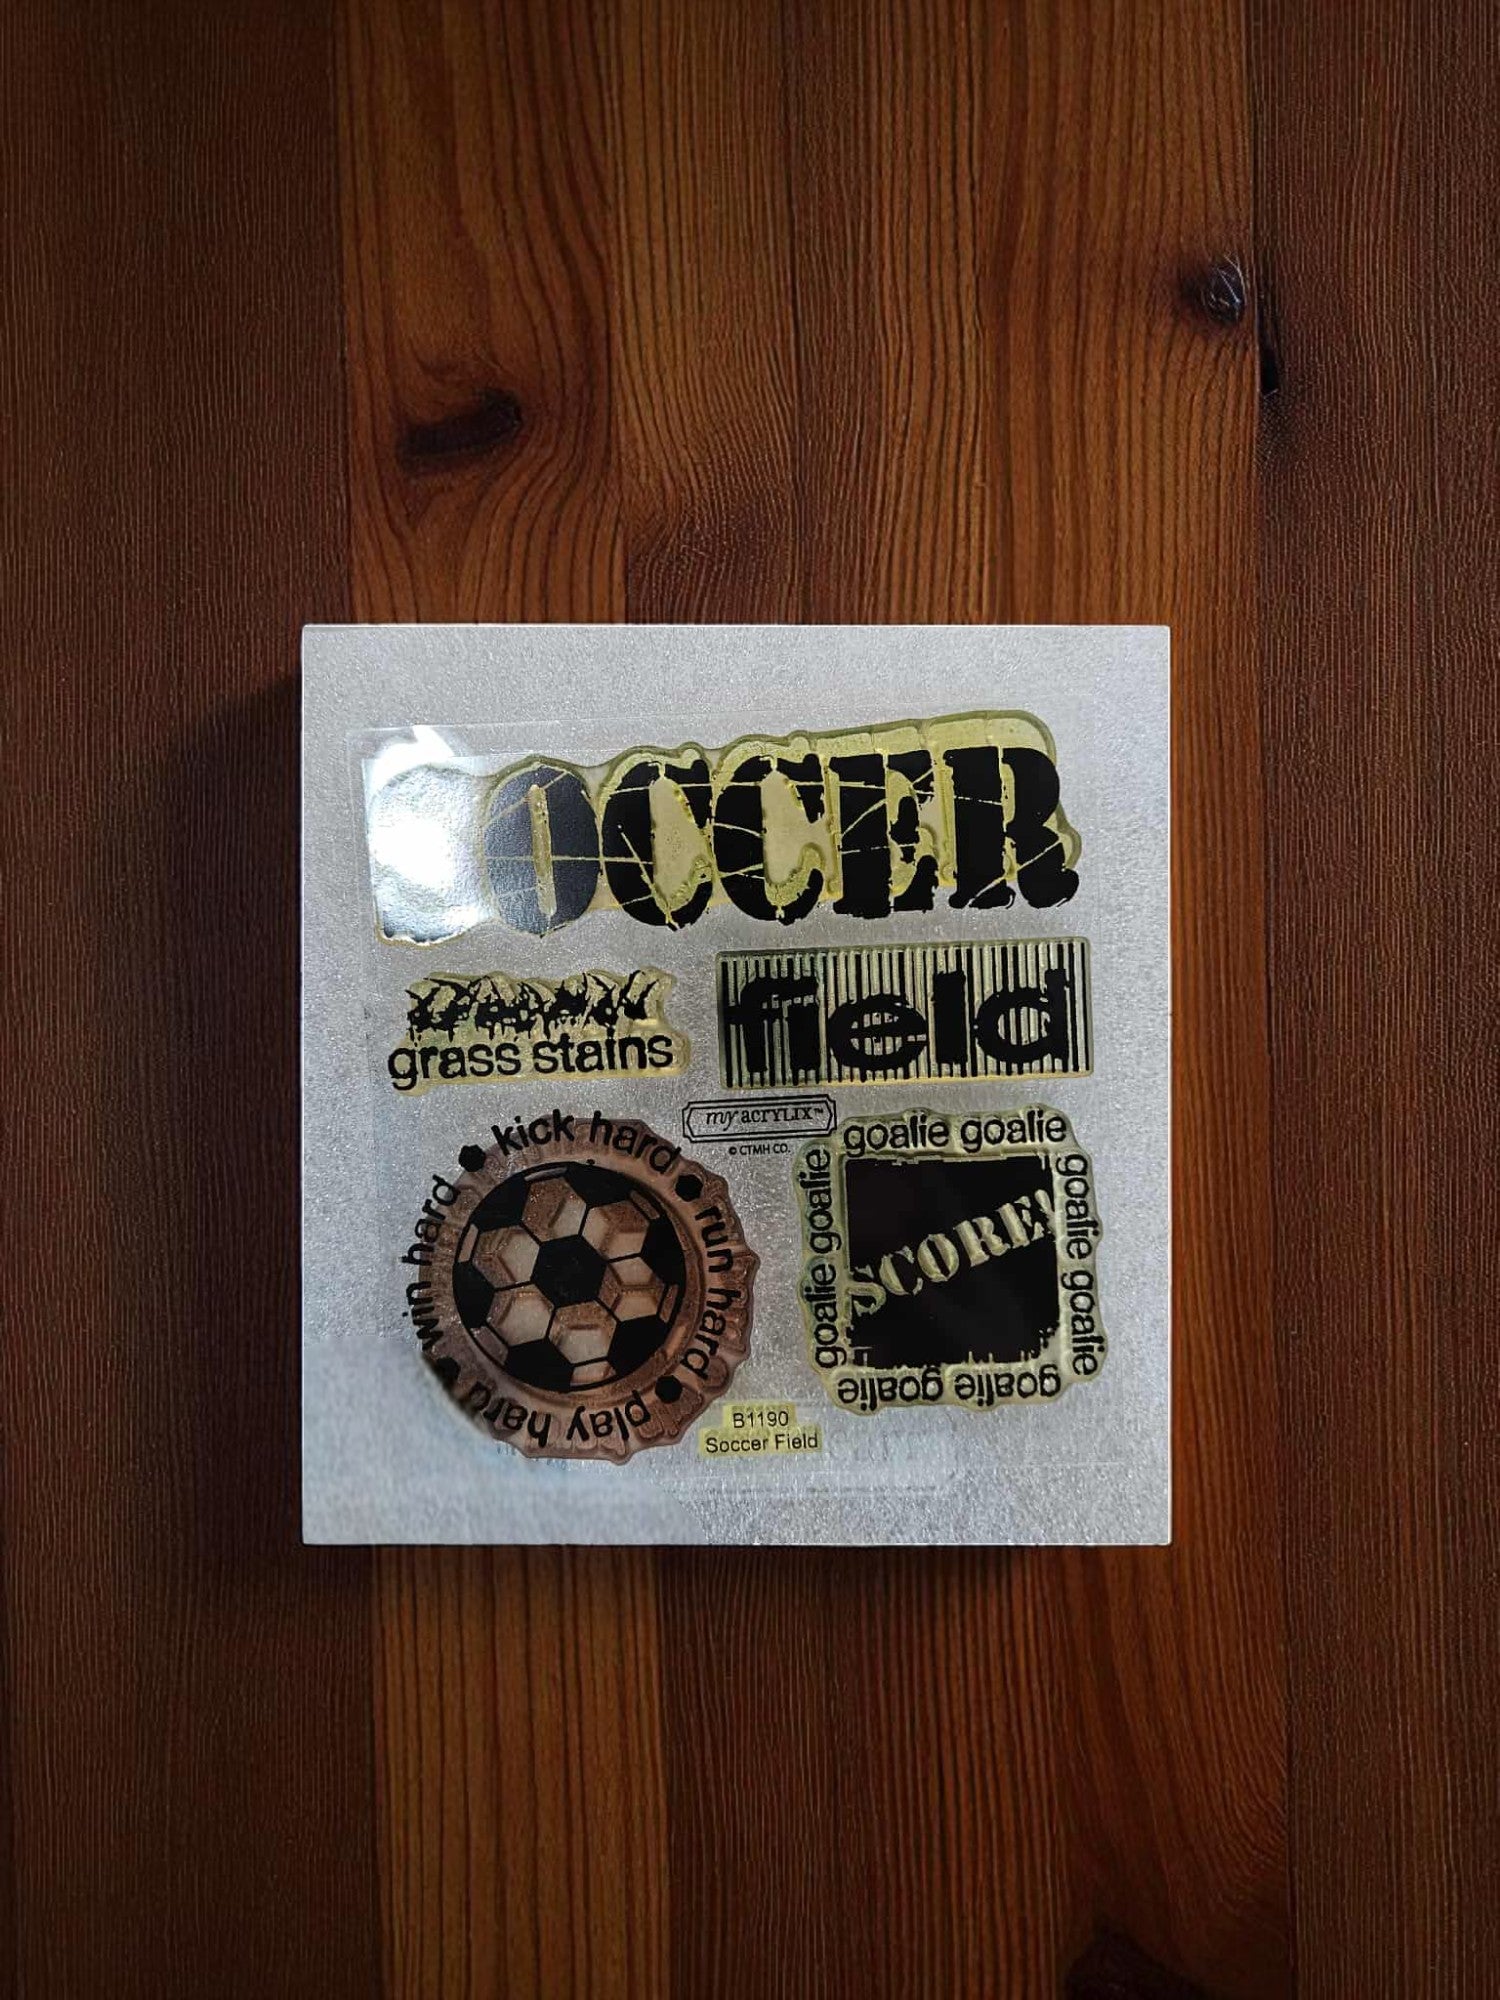 SOCCER
grass stains
field
my ACRYLIX™
© CTMH CO.
kick hard • run hard • play hard • win hard •
goalie goalie
goalie goalie
goalie goalie
goalie goalie
SCORE!
B1190
Soccer Field